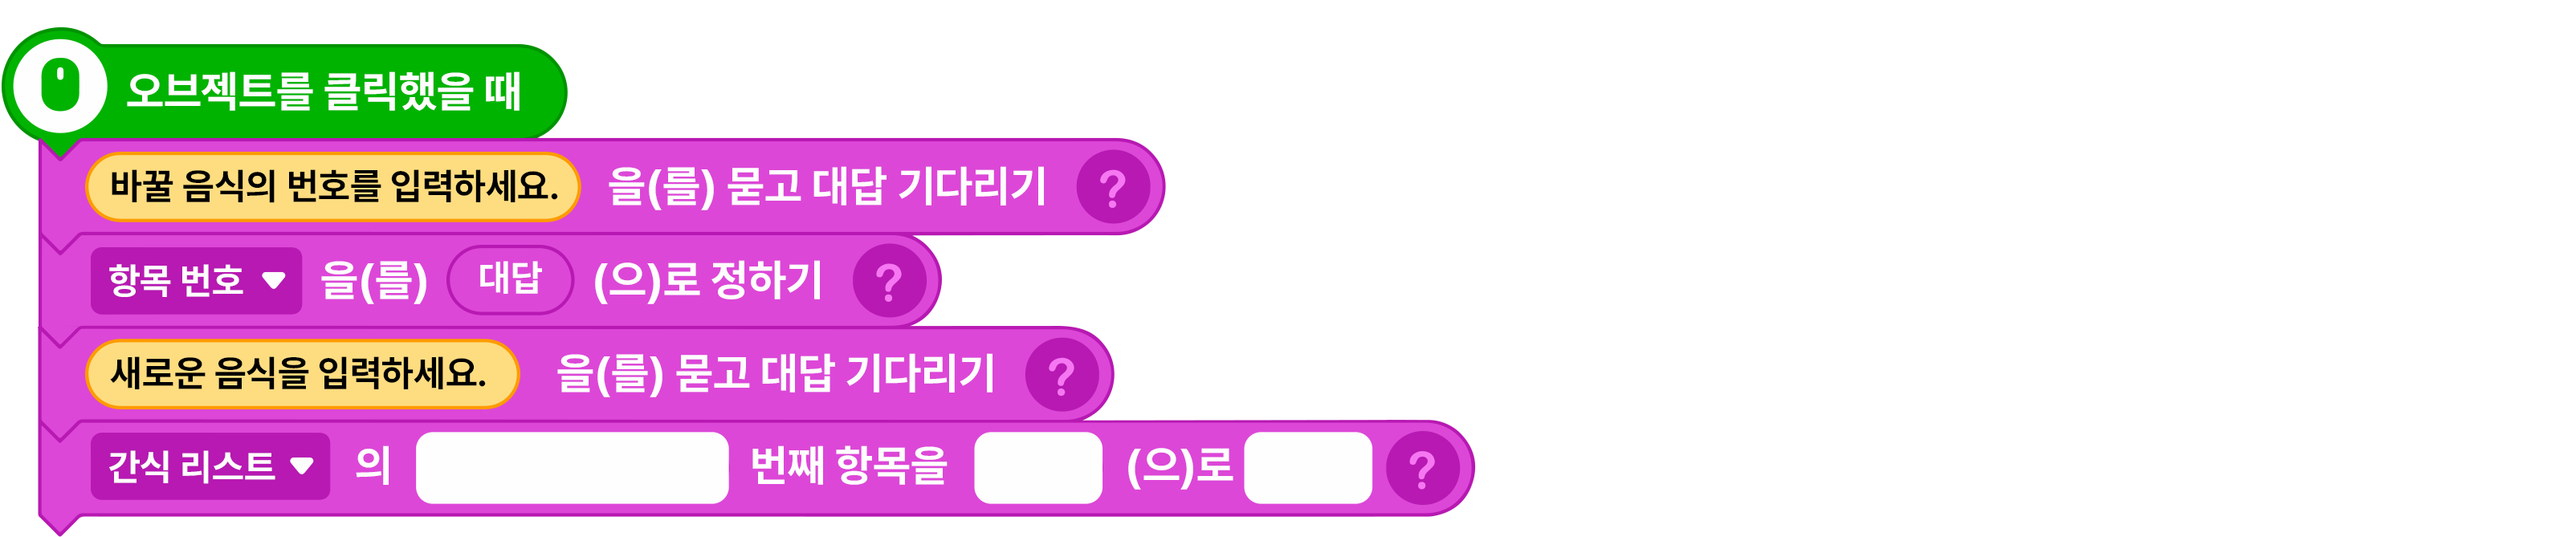 오브젝트를 클릭했을 때
바꿀 음식의 번호를 입력하세요. 을(를) 묻고 대답 기다리기 ?
항목 번호 ▼ 을(를) 대답 (으)로 정하기 ?
새로운 음식을 입력하세요. 을(를) 묻고 대답 기다리기 ?
간식 리스트 ▼ 의 번째 항목을 (으)로 ?